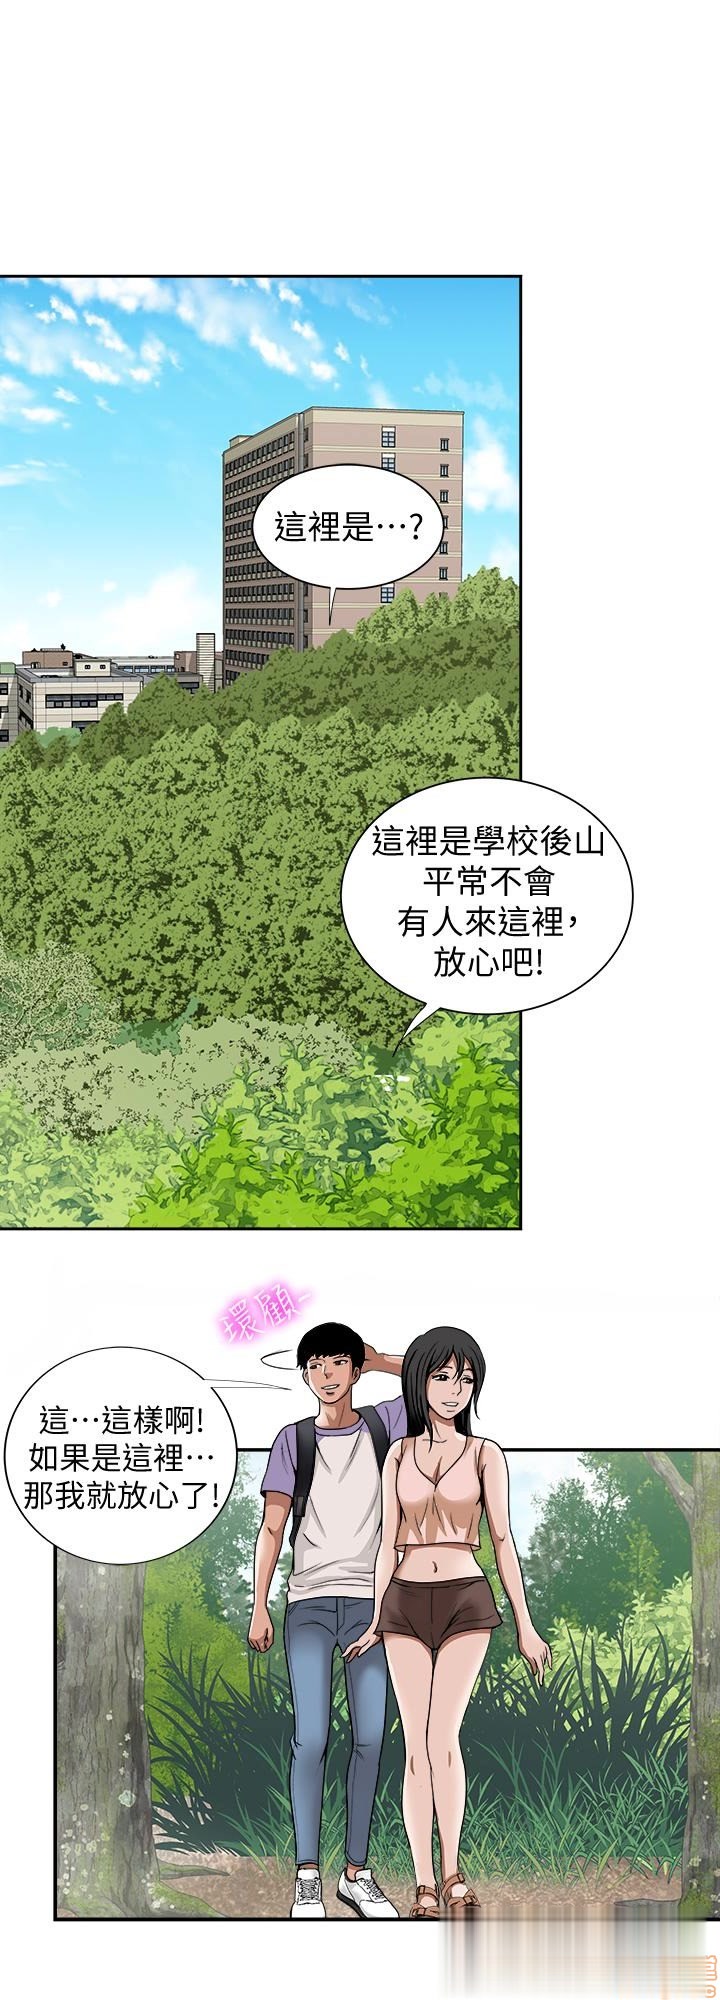 這裡是⋯?
這裡是學校後山
平常不會
有人來這裡,
放心吧!
環顧~
這⋯這樣啊!
如果是這裡⋯
那我就放心了!